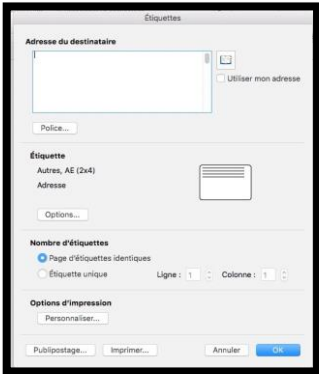 Étiquettes
Adresse du destinataire
Utiliser mon adresse
Police...
Étiquette
Autres, AE (2x4)
Adresse
Options...
Nombre d'étiquettes
Page d'étiquettes identiques
Étiquette unique Ligne : 1 Colonne : 1
Options d'impression
Personnaliser...
Publipostage... Imprimer... Annuler OK